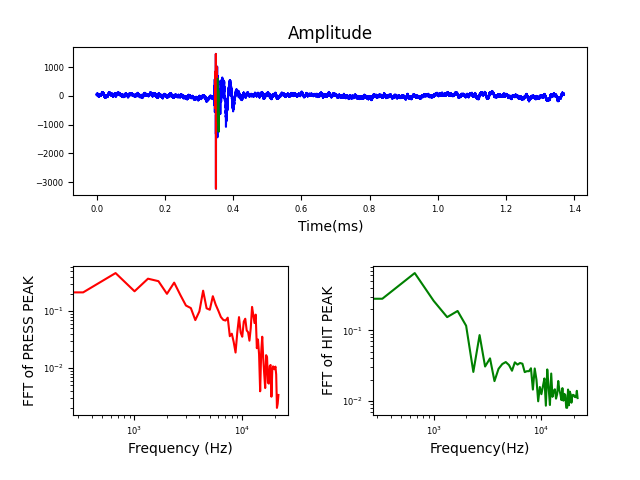 Amplitude
1000
0
−1000
−2000
−3000
0.0 0.2 0.4 0.6 0.8 1.0 1.2 1.4
Time(ms)
FFT of PRESS PEAK
10⁻¹
10⁻²
10³ 10⁴
Frequency (Hz)
FFT of HIT PEAK
10⁻¹
10⁻²
10³ 10⁴
Frequency(Hz)